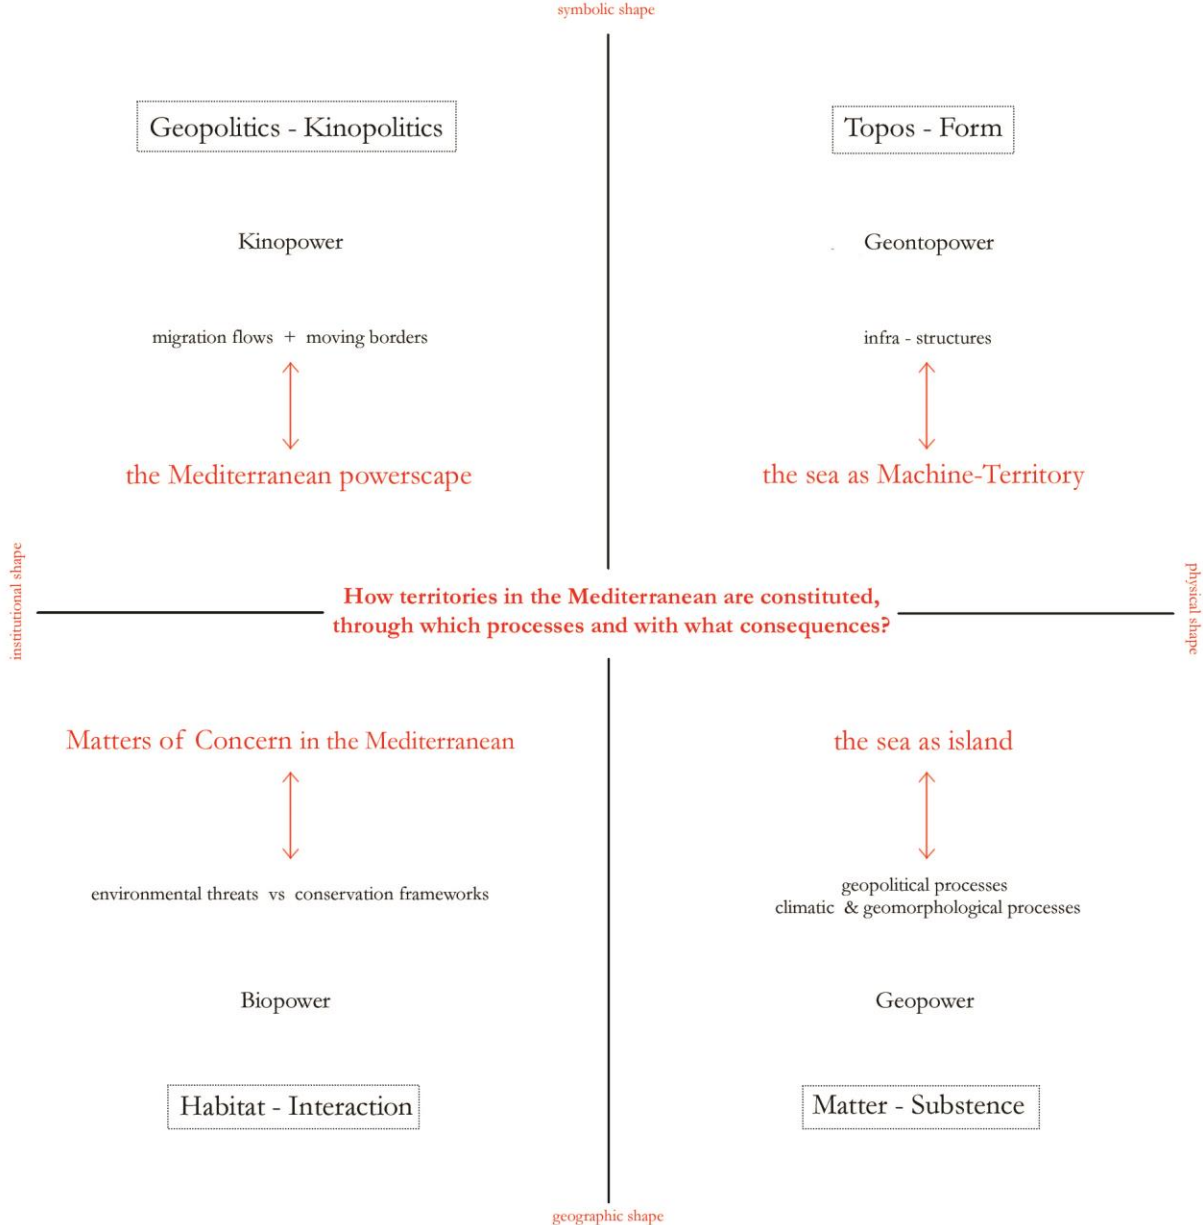 symbolic shape
Geopolitics - Kinopolitics
Topos - Form
Kinopower
Geontopower
migration flows + moving borders
infra - structures
the Mediterranean powerscape
the sea as Machine-Territory
institutional shape
How territories in the Mediterranean are constituted,
through which processes and with what consequences?
physical shape
Matters of Concern in the Mediterranean
the sea as island
environmental threats vs conservation frameworks
geopolitical processes
climatic & geomorphological processes
Biopower
Geopower
Habitat - Interaction
Matter - Substence
geographic shape